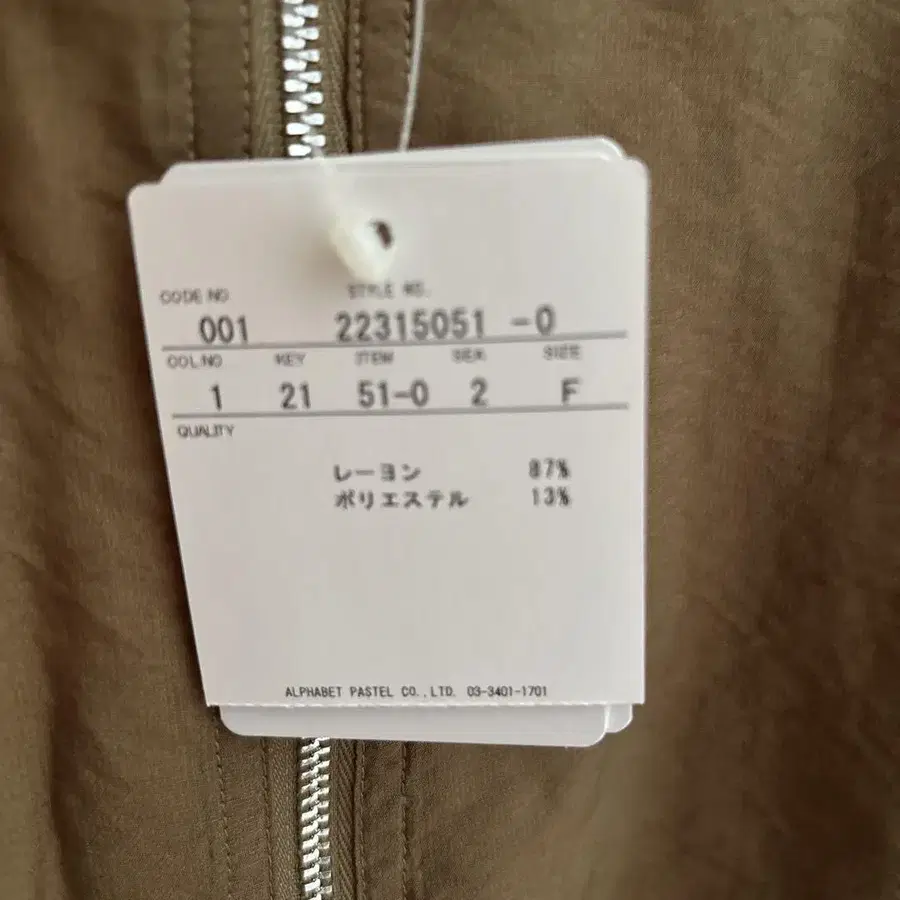 CODE NO STYLE NO.
001 22315051 -0
COL.NO KEY ITEM SEA SIZE
1 21 51-0 2 F
QUALITY
レーヨン 87%
ポリエステル 13%
ALPHABET PASTEL CO.,LTD. 03-3401-1701